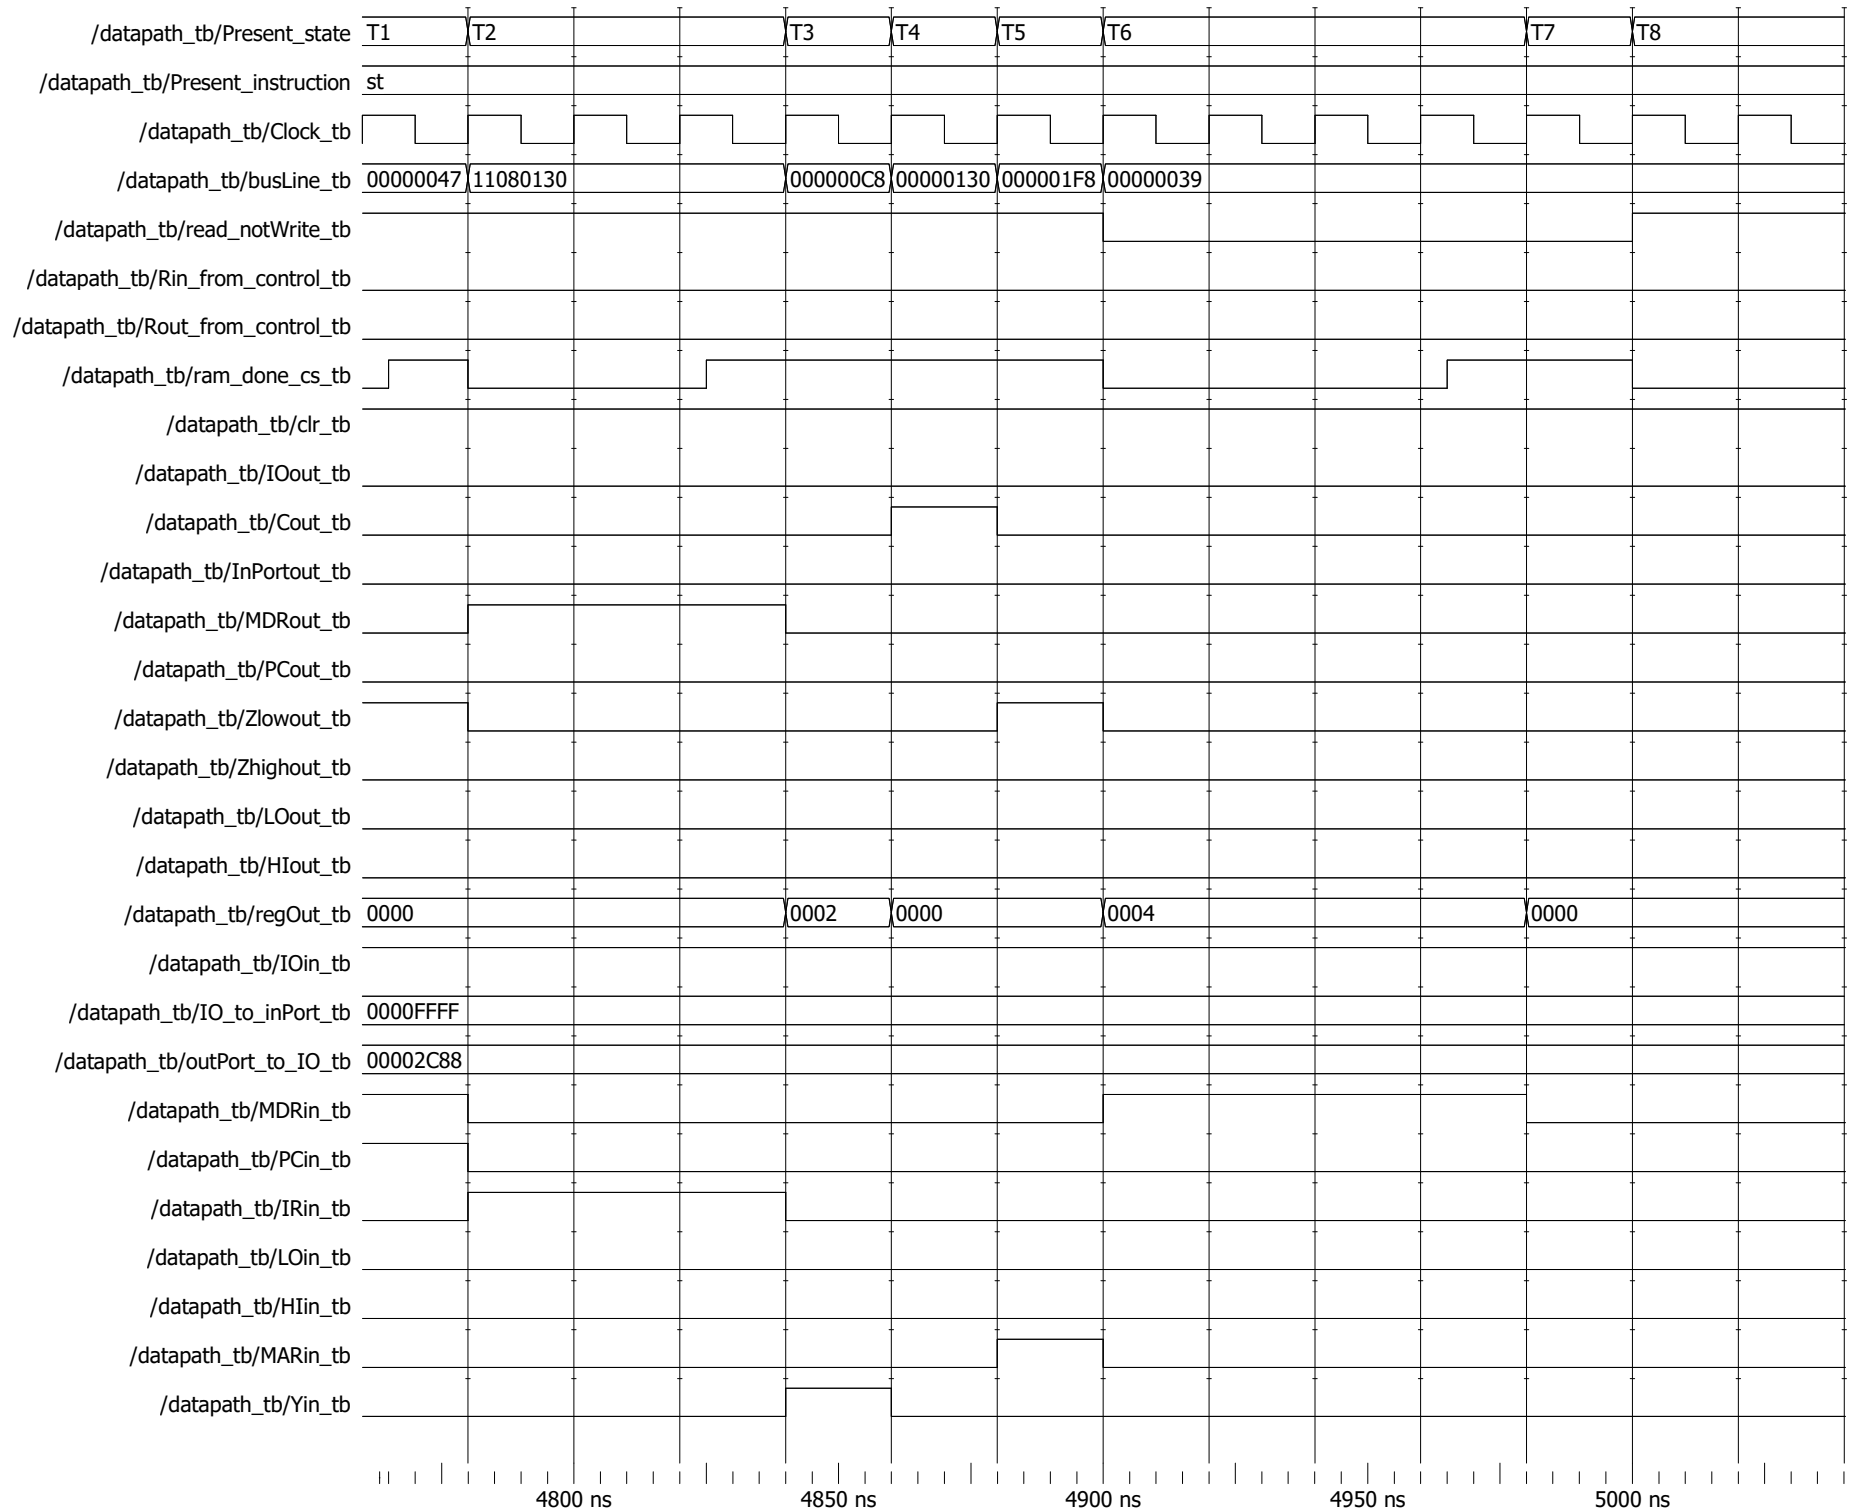 /datapath_tb/Present_state T1 T2 T3 T4 T5 T6 T7 T8
/datapath_tb/Present_instruction st
/datapath_tb/Clock_tb
/datapath_tb/busLine_tb 00000047 11080130 000000C8 00000130 000001F8 00000039
/datapath_tb/read_notWrite_tb
/datapath_tb/Rin_from_control_tb
/datapath_tb/Rout_from_control_tb
/datapath_tb/ram_done_cs_tb
/datapath_tb/clr_tb
/datapath_tb/IOout_tb
/datapath_tb/Cout_tb
/datapath_tb/InPortout_tb
/datapath_tb/MDRout_tb
/datapath_tb/PCout_tb
/datapath_tb/Zlowout_tb
/datapath_tb/Zhighout_tb
/datapath_tb/LOout_tb
/datapath_tb/HIout_tb
/datapath_tb/regOut_tb 0000 0002 0000 0004 0000
/datapath_tb/IOin_tb
/datapath_tb/IO_to_inPort_tb 0000FFFF
/datapath_tb/outPort_to_IO_tb 00002C88
/datapath_tb/MDRin_tb
/datapath_tb/PCin_tb
/datapath_tb/IRin_tb
/datapath_tb/LOin_tb
/datapath_tb/HIin_tb
/datapath_tb/MARin_tb
/datapath_tb/Yin_tb
4800 ns 4850 ns 4900 ns 4950 ns 5000 ns